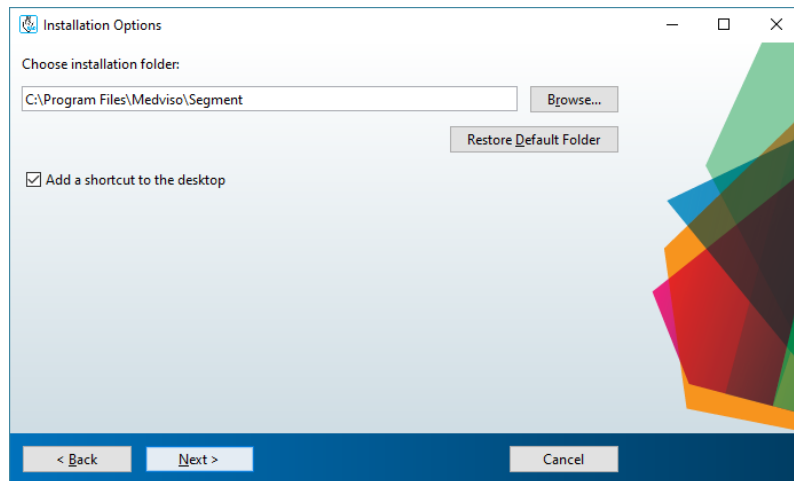 Installation Options
Choose installation folder:
C:\Program Files\Medviso\Segment
Browse...
Restore Default Folder
Add a shortcut to the desktop
< Back
Next >
Cancel